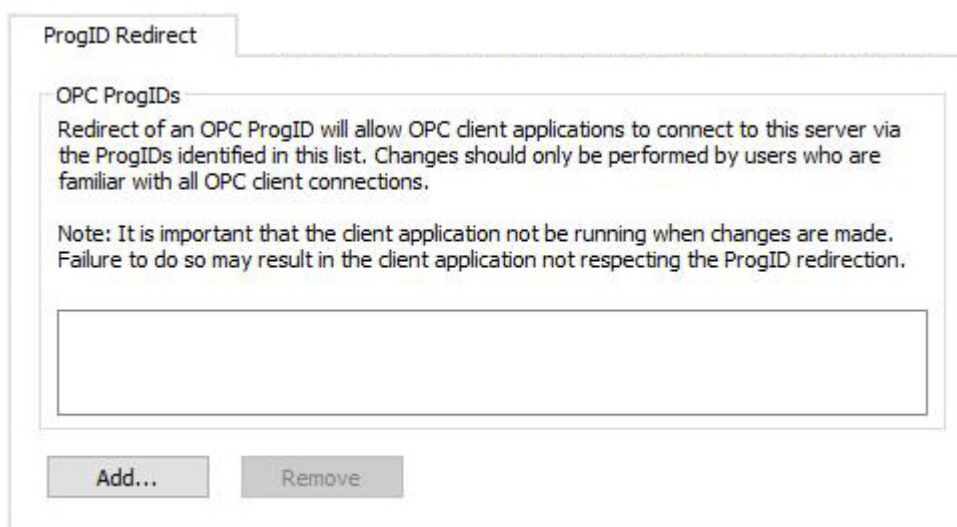 ProgID Redirect
OPC ProgIDs
Redirect of an OPC ProgID will allow OPC client applications to connect to this server via
the ProgIDs identified in this list. Changes should only be performed by users who are
familiar with all OPC client connections.
Note: It is important that the client application not be running when changes are made.
Failure to do so may result in the client application not respecting the ProgID redirection.
Add...
Remove